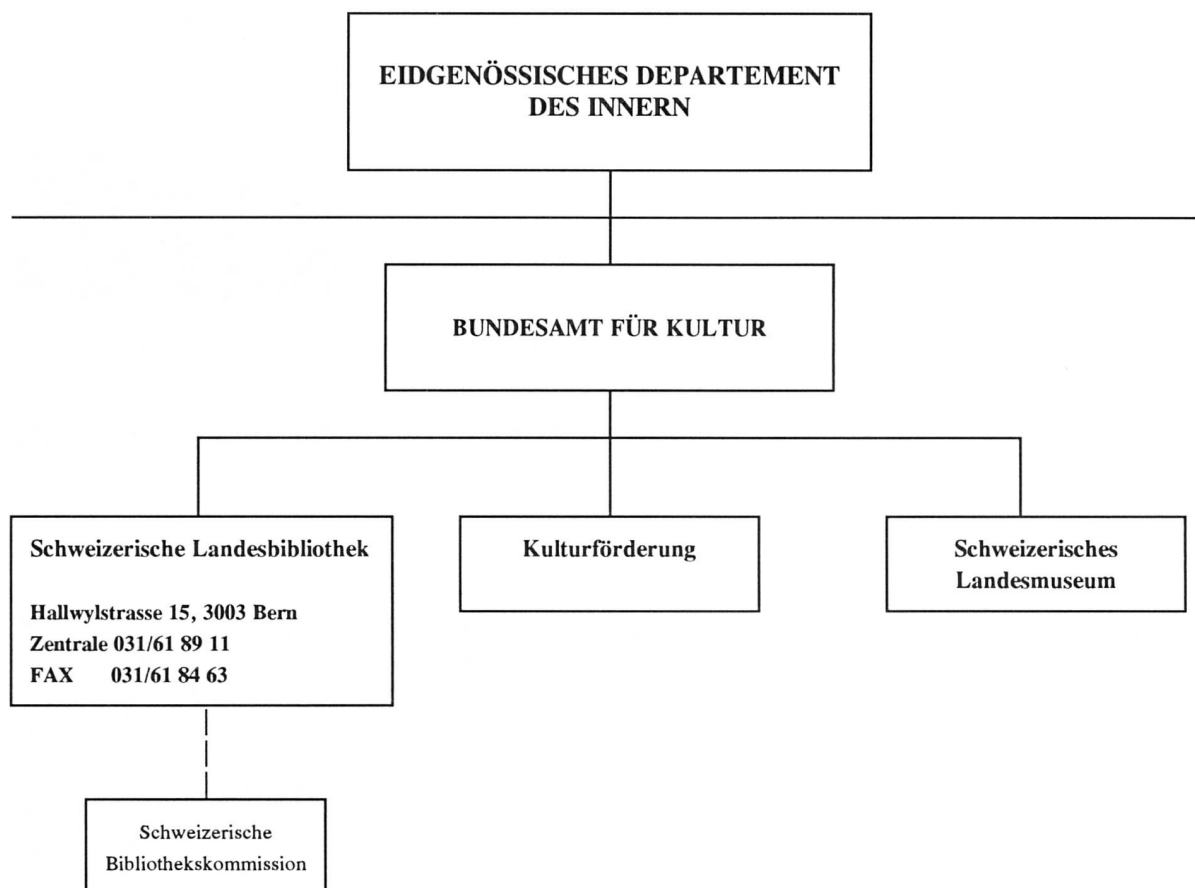 EIDGENÖSSISCHES DEPARTEMENT
DES INNERN
BUNDESAMT FÜR KULTUR
Schweizerische Landesbibliothek
Hallwylstrasse 15, 3003 Bern
Zentrale 031/61 89 11
FAX 031/61 84 63
Kulturförderung
Schweizerisches
Landesmuseum
Schweizerische
Bibliothekskommission